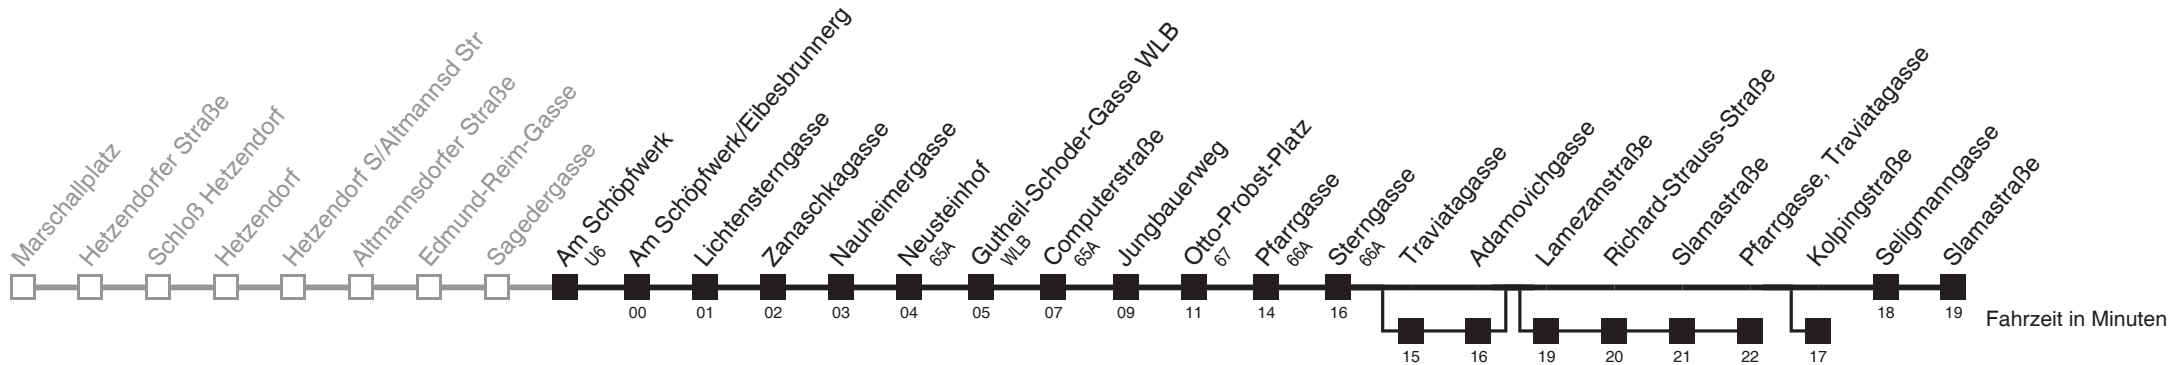 Marschallplatz
Hetzendorfer Straße
Schloß Hetzendorf
Hetzendorf
Hetzendorf S/Altmannsd Str
Altmannsdorfer Straße
Edmund-Reim-Gasse
Sagedergasse
Am Schöpfwerk
U6
Am Schöpfwerk/Eibesbrunnerg
Lichtensterngasse
Zanaschkagasse
Nauheimergasse
Neusteinhof
65A
Gutheil-Schoder-Gasse WLB
WLB
Computerstraße
65A
Jungbauerweg
Otto-Probst-Platz
67
Pfarrgasse
66A
Sterngasse
66A
Traviatagasse
Adamovichgasse
Lamezanstraße
Richard-Strauss-Straße
Slamastraße
Pfarrgasse, Traviatagasse
Kolpingstraße
Seligmanngasse
Slamastraße
00 01 02 03 04 05 07 09 11 14 16 18 19
Fahrzeit in Minuten
15 16 19 20 21 22 17